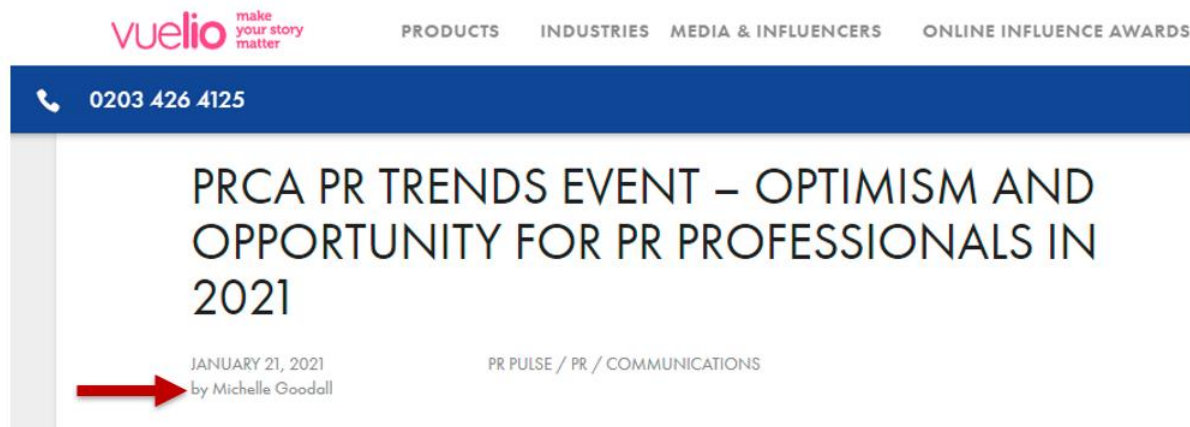 vuelio make your story matter
PRODUCTS INDUSTRIES MEDIA & INFLUENCERS ONLINE INFLUENCE AWARDS
0203 426 4125
PRCA PR TRENDS EVENT – OPTIMISM AND
OPPORTUNITY FOR PR PROFESSIONALS IN
2021
JANUARY 21, 2021 PR PULSE / PR / COMMUNICATIONS
by Michelle Goodall